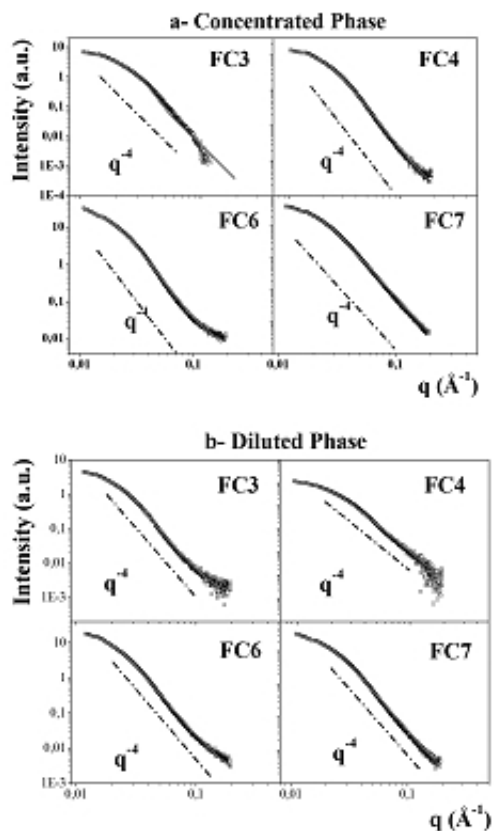 a- Concentrated Phase
Intensity (a.u.)
10
1
0,1
0,01
1E-3
1E-4
FC3
q⁻⁴
FC4
q⁻⁴
10
1
0,1
0,01
FC6
q⁻⁴
FC7
q⁻⁴
0,01 0,1 0,01 0,1
q (Å⁻¹)
b- Diluted Phase
Intensity (a.u.)
10
1
0,1
0,01
1E-3
FC3
q⁻⁴
FC4
q⁻⁴
10
1
0,1
0,01
1E-3
FC6
q⁻⁴
FC7
q⁻⁴
0,01 0,1 0,01 0,1
q (Å⁻¹)